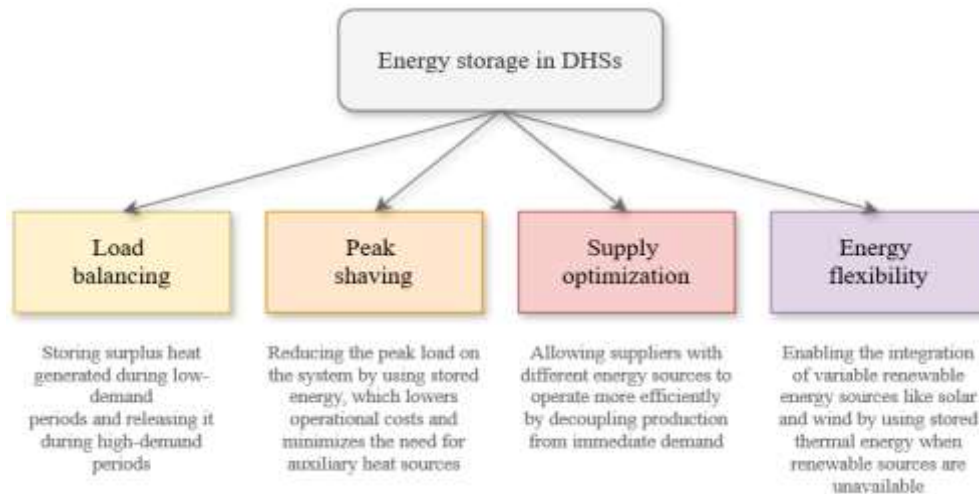 Energy storage in DHSs
Load
balancing
Peak
shaving
Supply
optimization
Energy
flexibility
Storing surplus heat
generated during low-
demand
periods and releasing it
during high-demand
periods
Reducing the peak load on
the system by using stored
energy, which lowers
operational costs and
minimizes the need for
auxiliary heat sources
Allowing suppliers with
different energy sources to
operate more efficiently
by decoupling production
from immediate demand
Enabling the integration
of variable renewable
energy sources like solar
and wind by using stored
thermal energy when
renewable sources are
unavailable